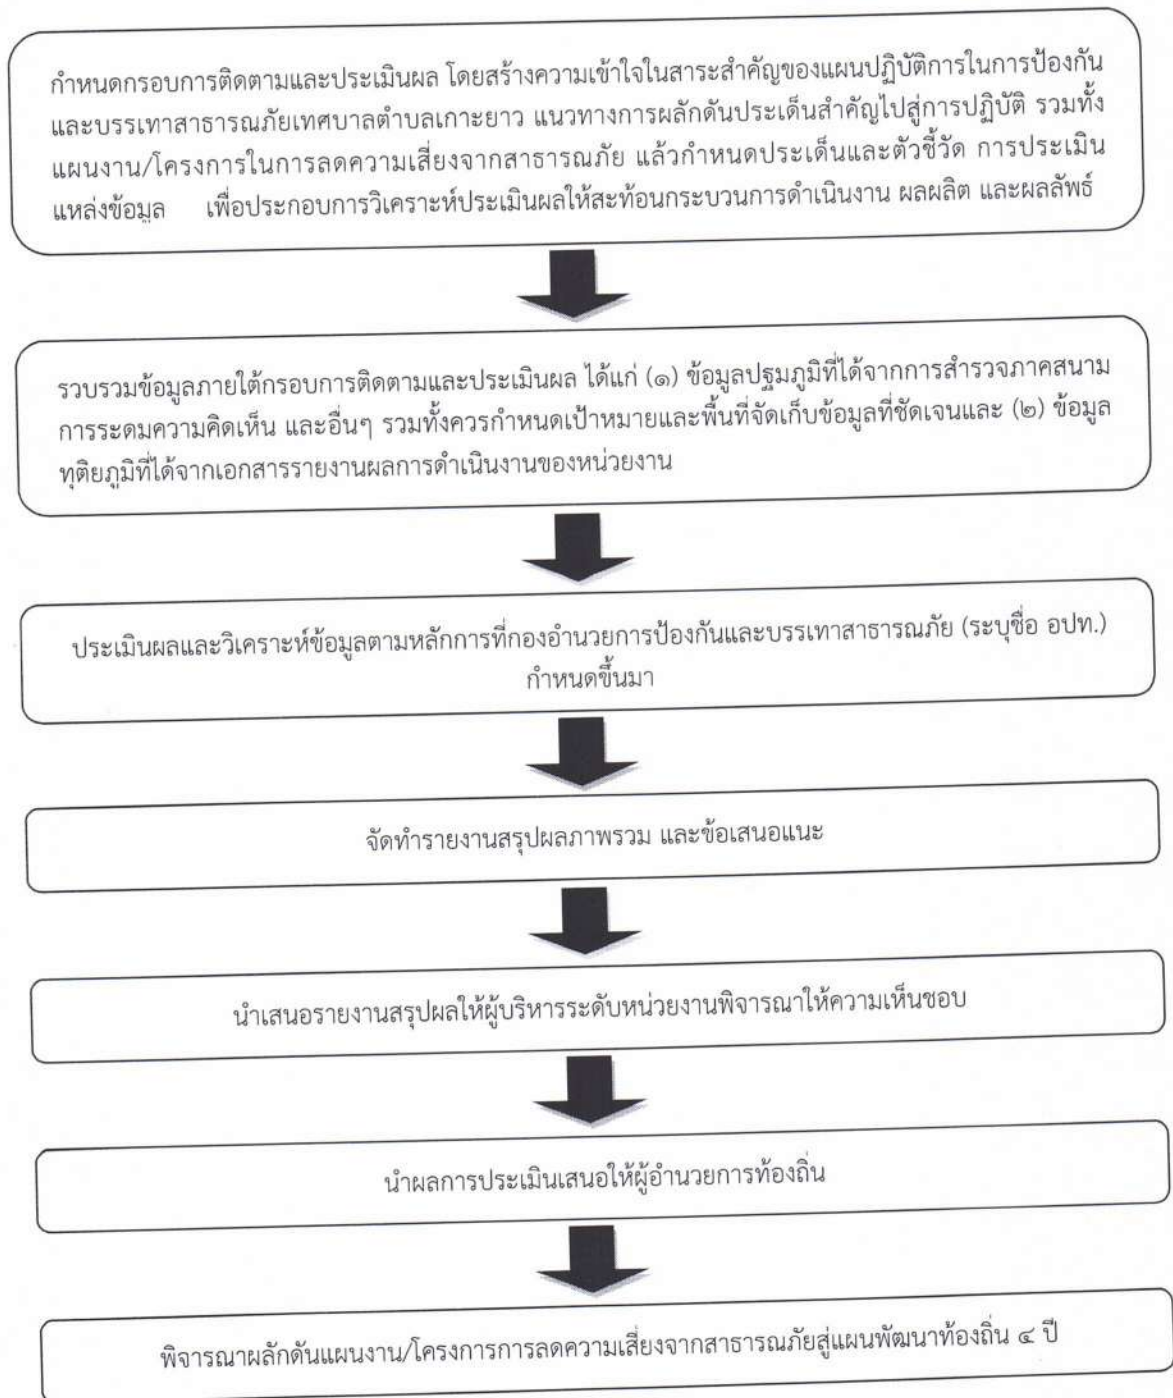 กำหนดกรอบการติดตามและประเมินผล โดยสร้างความเข้าใจในสาระสำคัญของแผนปฏิบัติการในการป้องกัน
และบรรเทาสาธารณภัยเทศบาลตำบลเกาะยาว แนวทางการผลักดันประเด็นสำคัญไปสู่การปฏิบัติ รวมทั้ง
แผนงาน/โครงการในการลดความเสี่ยงจากสาธารณภัย แล้วกำหนดประเด็นและตัวชี้วัด การประเมิน
แหล่งข้อมูล เพื่อประกอบการวิเคราะห์ประเมินผลให้สะท้อนกระบวนการดำเนินงาน ผลผลิต และผลลัพธ์
รวบรวมข้อมูลภายใต้กรอบการติดตามและประเมินผล ได้แก่ (๑) ข้อมูลปฐมภูมิที่ได้จากการสำรวจภาคสนาม
การระดมความคิดเห็น และอื่นๆ รวมทั้งควรกำหนดเป้าหมายและพื้นที่จัดเก็บข้อมูลที่ชัดเจนและ (๒) ข้อมูล
ทุติยภูมิที่ได้จากเอกสารรายงานผลการดำเนินงานของหน่วยงาน
ประเมินผลและวิเคราะห์ข้อมูลตามหลักการที่กองอำนวยการป้องกันและบรรเทาสาธารณภัย (ระบุชื่อ อปท.)
กำหนดขึ้นมา
จัดทำรายงานสรุปผลภาพรวม และข้อเสนอแนะ
นำเสนอรายงานสรุปผลให้ผู้บริหารระดับหน่วยงานพิจารณาให้ความเห็นชอบ
นำผลการประเมินเสนอให้ผู้อำนวยการท้องถิ่น
พิจารณาผลักดันแผนงาน/โครงการการลดความเสี่ยงจากสาธารณภัยสู่แผนพัฒนาท้องถิ่น ๔ ปี